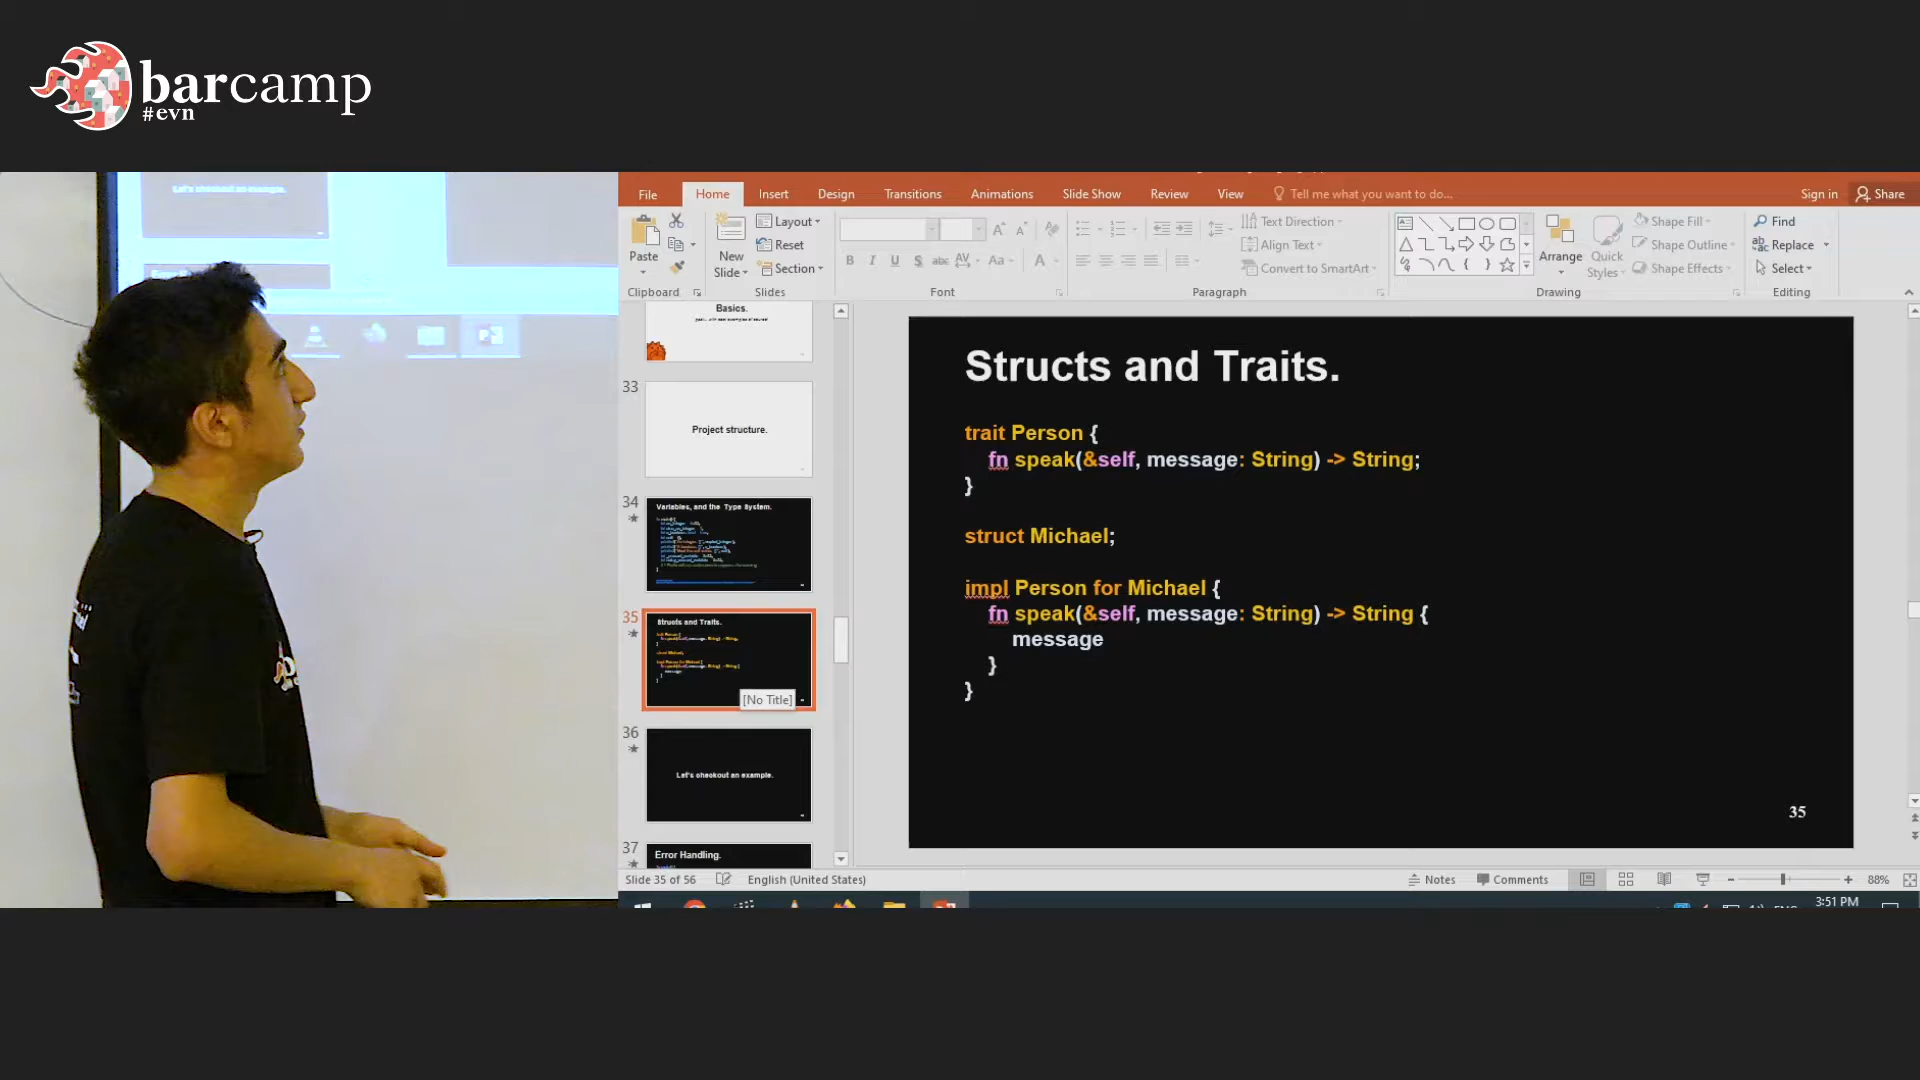 barcamp
#evn
Let's checkout an example.
File Home Insert Design Transitions Animations Slide Show Review View Tell me what you want to do... Sign in Share
Paste
New
Slide
Layout
Reset
Section
Text Direction
Align Text
Convert to SmartArt
Arrange
Quick
Styles
Shape Fill
Shape Outline
Shape Effects
Find
Replace
Select
Clipboard Slides Font Paragraph Drawing Editing
Basics.
33
Project structure.
34
Variables, and the Type System.
35
Structs and Traits.
[No Title]
36
Let's checkout an example.
37
Error Handling.
Structs and Traits.
trait Person {
fn speak(&self, message: String) -> String;
}
struct Michael;
impl Person for Michael {
fn speak(&self, message: String) -> String {
message
}
}
35
Slide 35 of 56 English (United States) Notes Comments 88%
3:51 PM